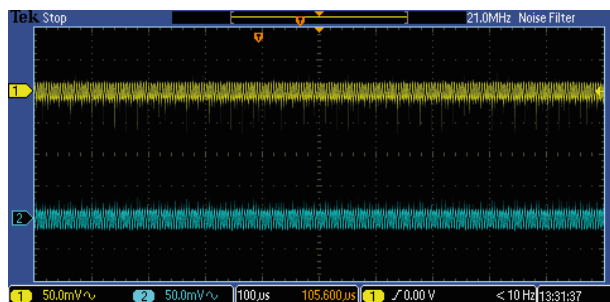 Tek Stop 21.0MHz Noise Filter
T
T
1
2
1 50.0mV∿ 2 50.0mV∿ 100µs 105.600µs 1 ∫ 0.00 V < 10 Hz 13:31:37